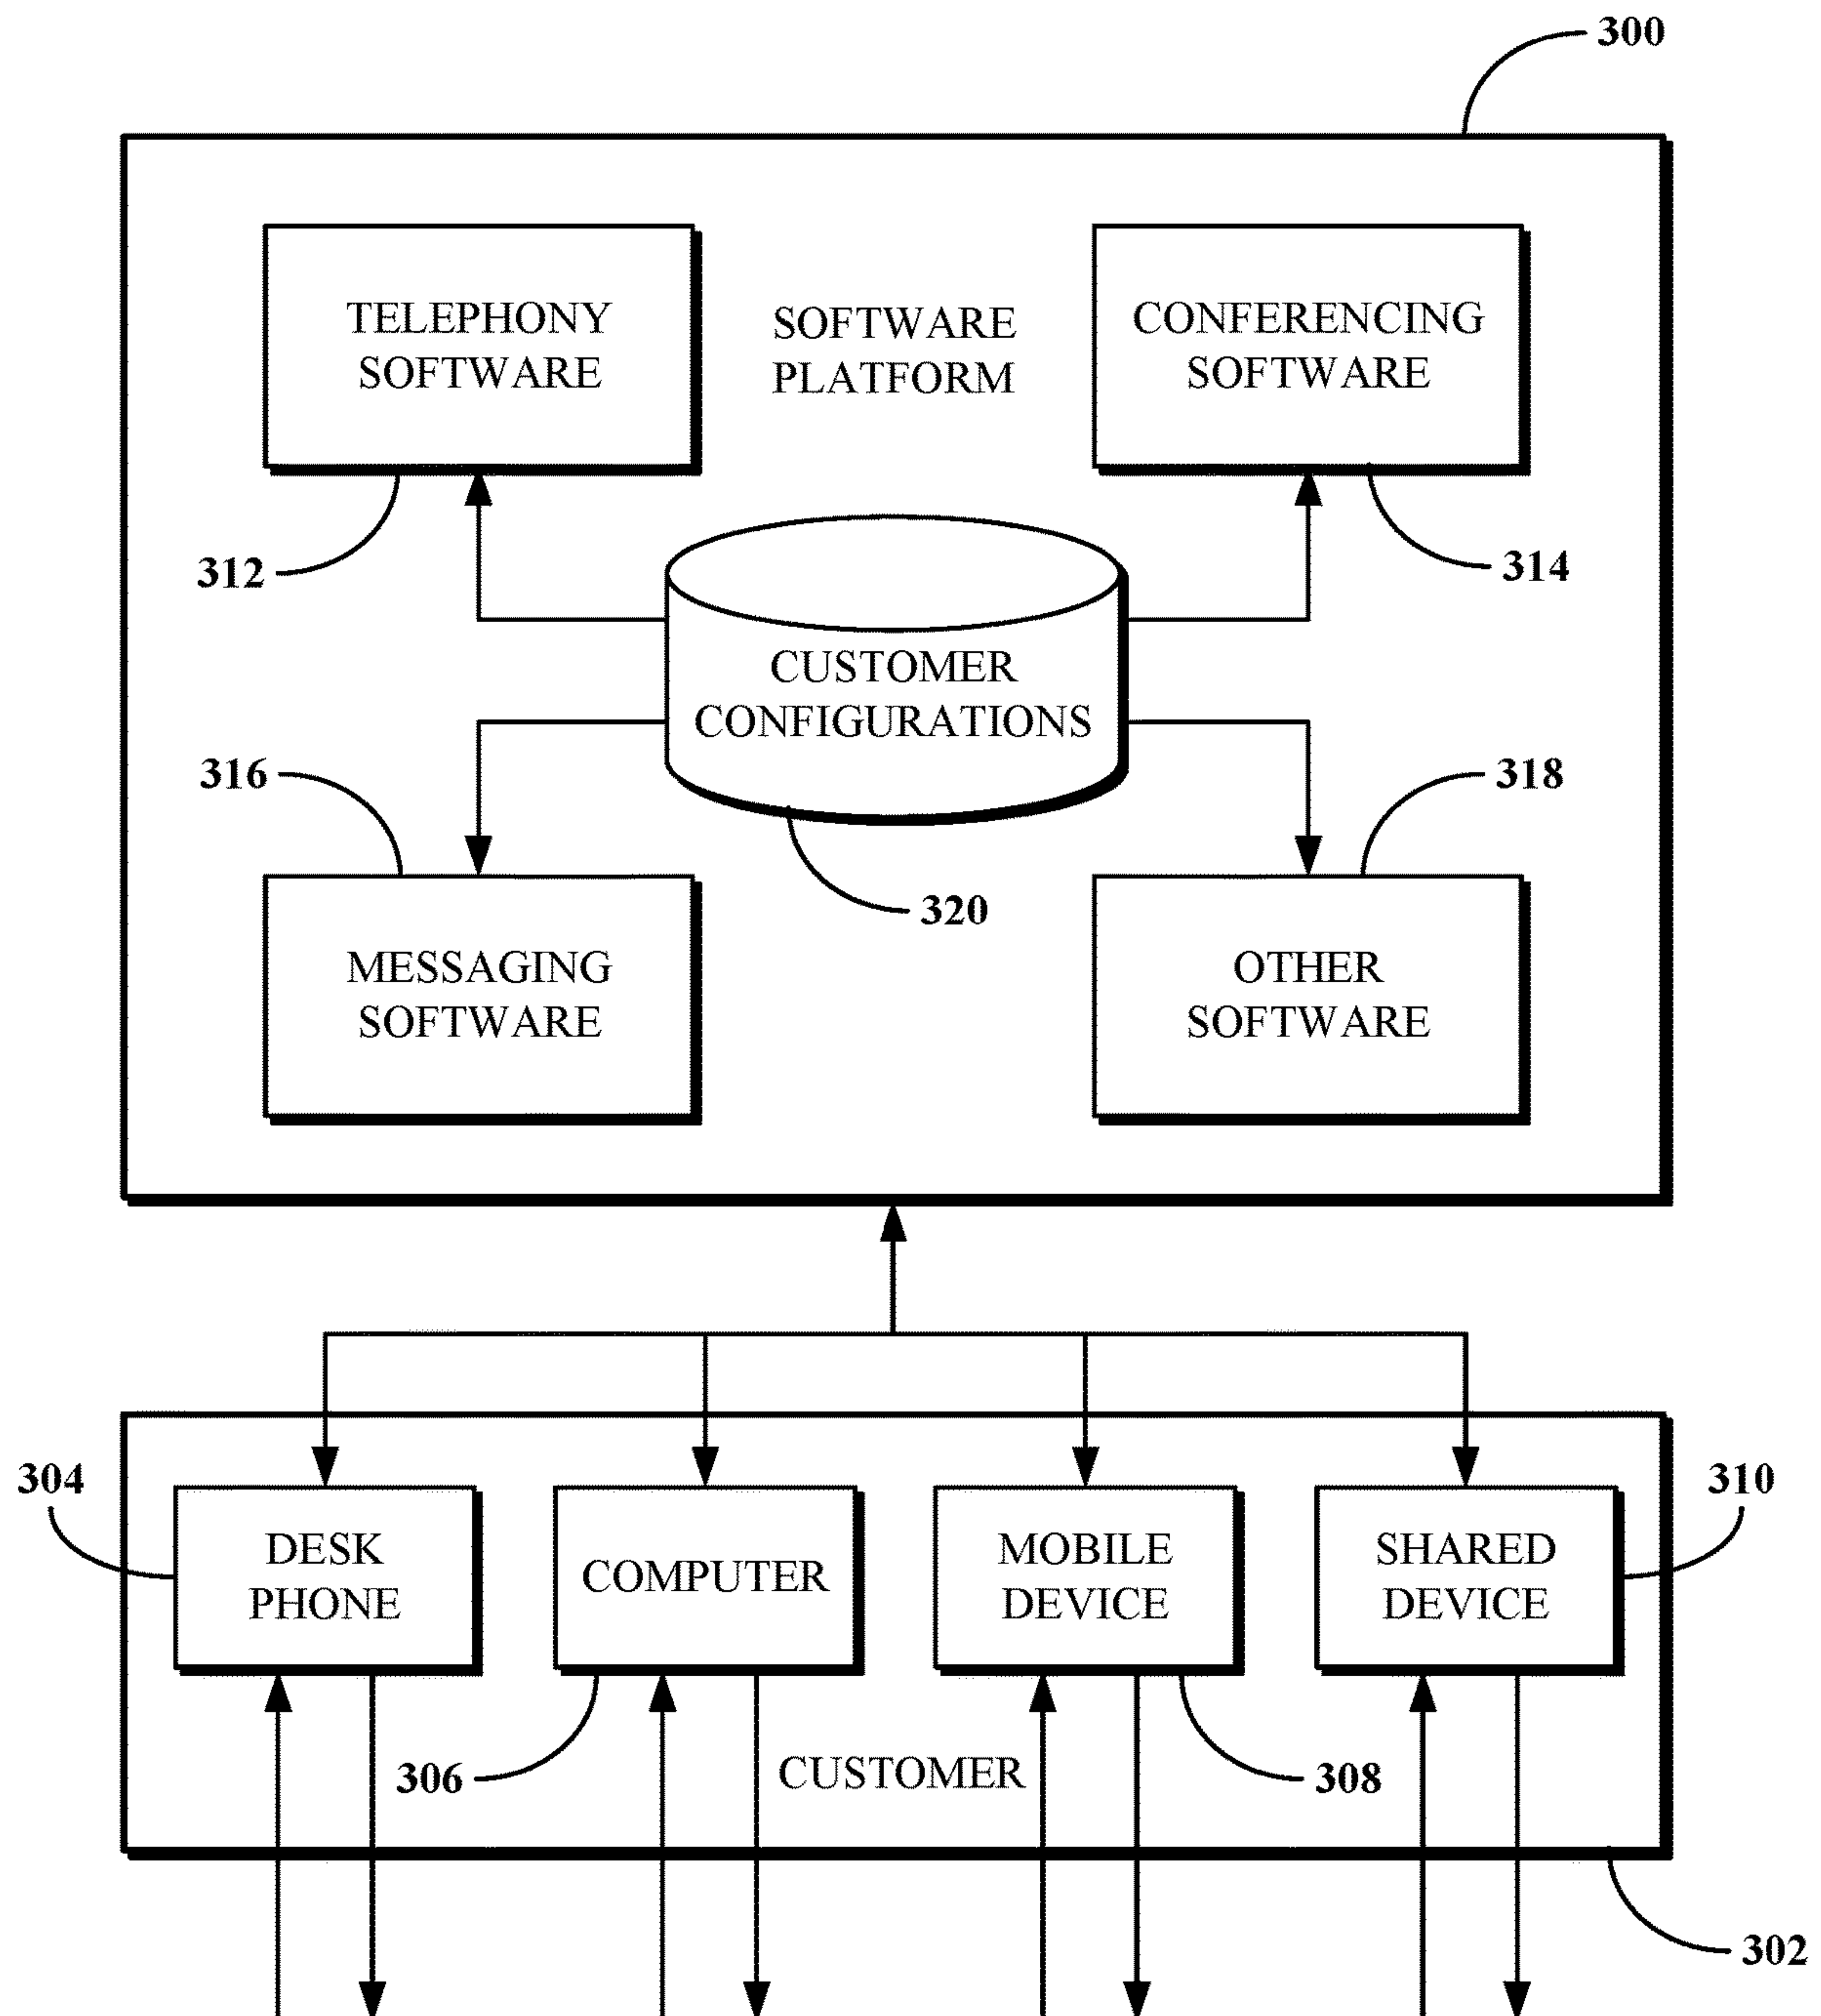 300
TELEPHONY
SOFTWARE
SOFTWARE
PLATFORM
CONFERENCING
SOFTWARE
312
314
CUSTOMER
CONFIGURATIONS
316
318
320
MESSAGING
SOFTWARE
OTHER
SOFTWARE
304
310
DESK
PHONE
COMPUTER
MOBILE
DEVICE
SHARED
DEVICE
306
CUSTOMER
308
302